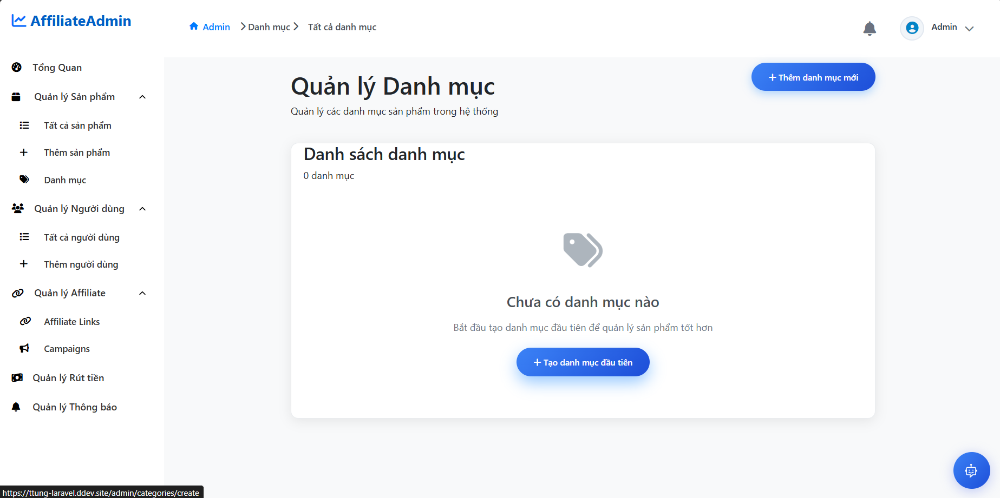 AffiliateAdmin
Admin
Danh mục
Tất cả danh mục
Admin
Tổng Quan
Quản lý Sản phẩm
Tất cả sản phẩm
Thêm sản phẩm
Danh mục
Quản lý Người dùng
Tất cả người dùng
Thêm người dùng
Quản lý Affiliate
Affiliate Links
Campaigns
Quản lý Rút tiền
Quản lý Thông báo
Quản lý Danh mục
Quản lý các danh mục sản phẩm trong hệ thống
Thêm danh mục mới
Danh sách danh mục
0 danh mục
Chưa có danh mục nào
Bắt đầu tạo danh mục đầu tiên để quản lý sản phẩm tốt hơn
Tạo danh mục đầu tiên
https://ttung-laravel.ddev.site/admin/categories/create